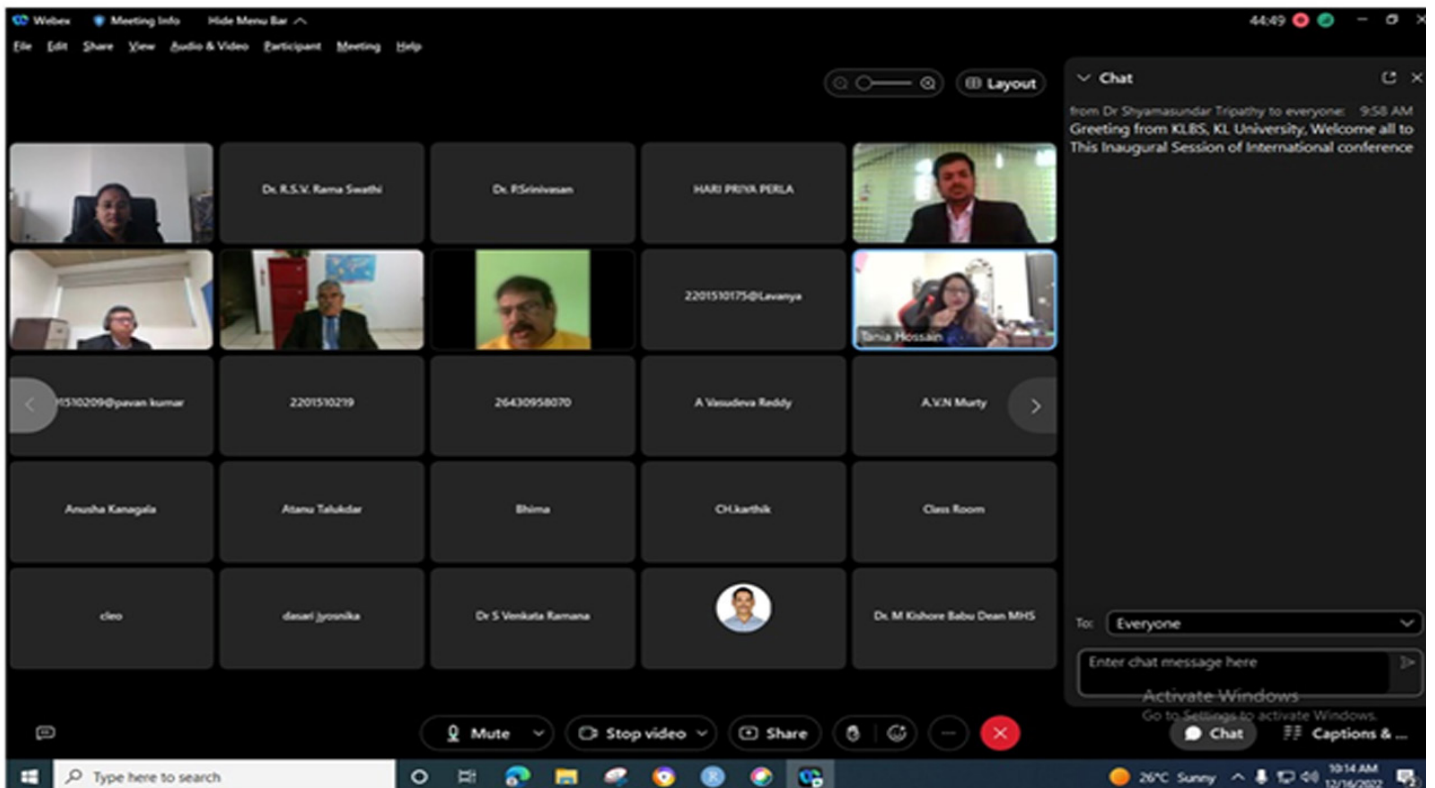 Webex Meeting Info Hide Menu Bar 44:49
File Edit Share View Audio & Video Participant Meeting Help
Layout
Chat
from Dr Shyamasundar Tripathy to everyone: 9:58 AM
Greeting from KLBS, KL University, Welcome all to
This Inaugural Session of International conference
Dr. R.S.V. Rama Swathi
Dr. P.Srinivasan
HARI PRIYA PERLA
2201510175@Lavanya
Tania Hossain
1510209@pavan kumar
2201510219
26430958070
A Vasudeva Reddy
A.V.N Murty
Anusha Kanagala
Atanu Talukdar
Bhima
CH.karthik
Class Room
cleo
dasari jyosnika
Dr S Venkata Ramana
Dr. M Kishore Babu Dean MHS
To: Everyone
Enter chat message here
Activate Windows
Go to Settings to activate Windows.
Mute Stop video Share Chat Captions & ...
Type here to search
26°C Sunny
10:14 AM
12/16/2022